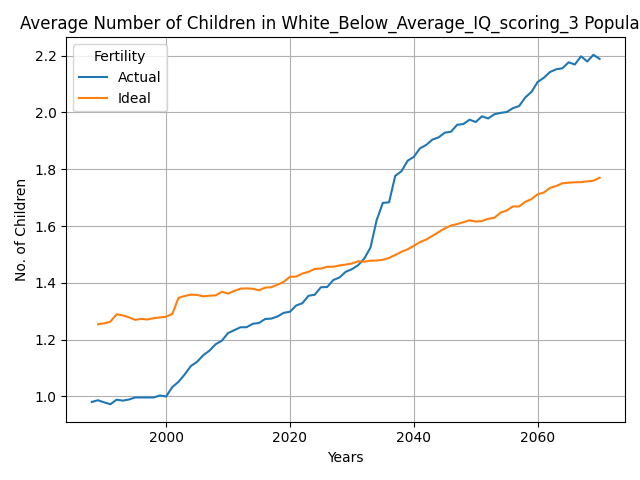 Average Number of Children in White_Below_Average_IQ_scoring_3 Popula
Fertility
Actual
Ideal
No. of Children
2.2
2.0
1.8
1.6
1.4
1.2
1.0
2000
2020
2040
2060
Years